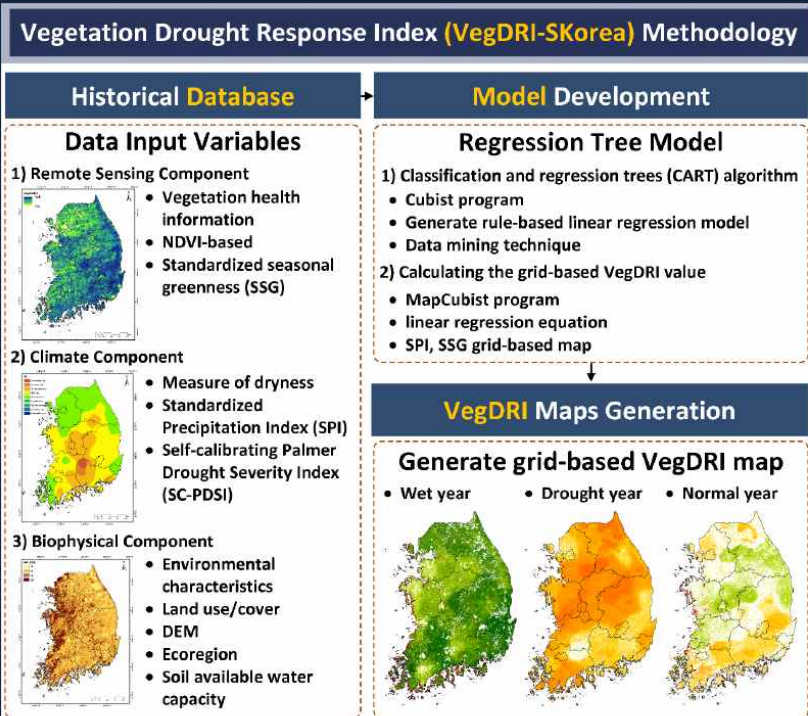 Vegetation Drought Response Index (VegDRI-SKorea) Methodology
Historical Database
Data Input Variables
1) Remote Sensing Component
• Vegetation health
information
• NDVI-based
• Standardized seasonal
greenness (SSG)
2) Climate Component
• Measure of dryness
• Standardized
Precipitation Index (SPI)
• Self-calibrating Palmer
Drought Severity Index
(SC-PDSI)
3) Biophysical Component
• Environmental
characteristics
• Land use/cover
• DEM
• Ecoregion
• Soil available water
capacity
Model Development
Regression Tree Model
1) Classification and regression trees (CART) algorithm
• Cubist program
• Generate rule-based linear regression model
• Data mining technique
2) Calculating the grid-based VegDRI value
• MapCubist program
• linear regression equation
• SPI, SSG grid-based map
VegDRI Maps Generation
Generate grid-based VegDRI map
• Wet year
• Drought year
• Normal year